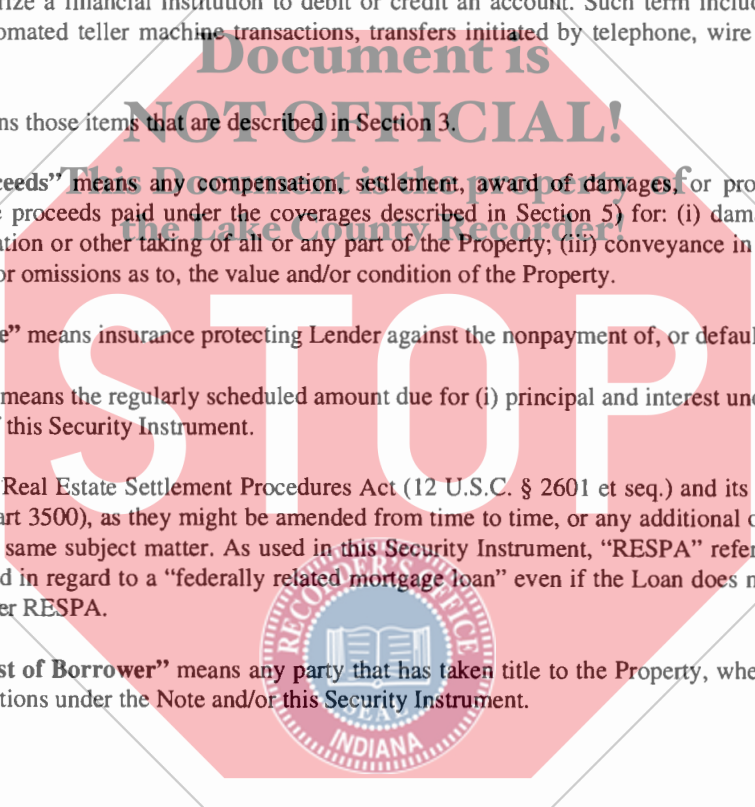 rize a financial institution to debit or credit an account. Such term includ
omated teller machine transactions, transfers initiated by telephone, wire
Document is
NOT OFFICIAL!
This Document is the property of
the Lake County Recorder!
ns those items that are described in Section 3.
ceeds” means any compensation, settlement, award of damages, or pro
e proceeds paid under the coverages described in Section 5) for: (i) dam
ation or other taking of all or any part of the Property; (iii) conveyance in
or omissions as to, the value and/or condition of the Property.
e” means insurance protecting Lender against the nonpayment of, or defaul
means the regularly scheduled amount due for (i) principal and interest und
f this Security Instrument.
STOP
Real Estate Settlement Procedures Act (12 U.S.C. § 2601 et seq.) and its
art 3500), as they might be amended from time to time, or any additional o
same subject matter. As used in this Security Instrument, “RESPA” refer
d in regard to a “federally related mortgage loan” even if the Loan does n
er RESPA.
st of Borrower” means any party that has taken title to the Property, whe
tions under the Note and/or this Security Instrument.
RECORDER'S OFFICE
SEAL
INDIANA